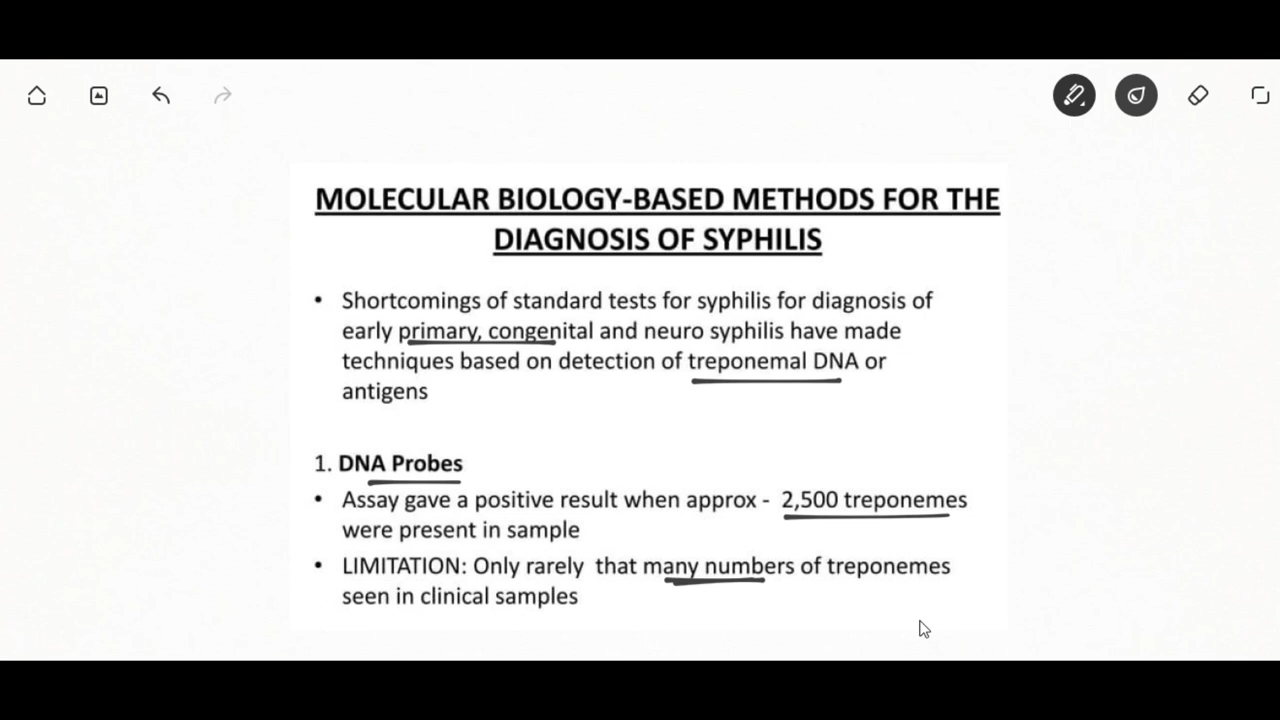 MOLECULAR BIOLOGY-BASED METHODS FOR THE
DIAGNOSIS OF SYPHILIS
• Shortcomings of standard tests for syphilis for diagnosis of
early primary, congenital and neuro syphilis have made
techniques based on detection of treponemal DNA or
antigens
1. DNA Probes
• Assay gave a positive result when approx - 2,500 treponemes
were present in sample
• LIMITATION: Only rarely that many numbers of treponemes
seen in clinical samples